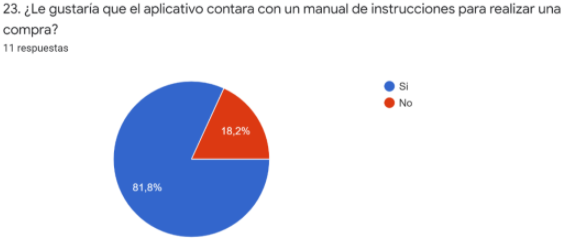 23. ¿Le gustaría que el aplicativo contara con un manual de instrucciones para realizar una
compra?
11 respuestas
Si
No
18,2%
81,8%